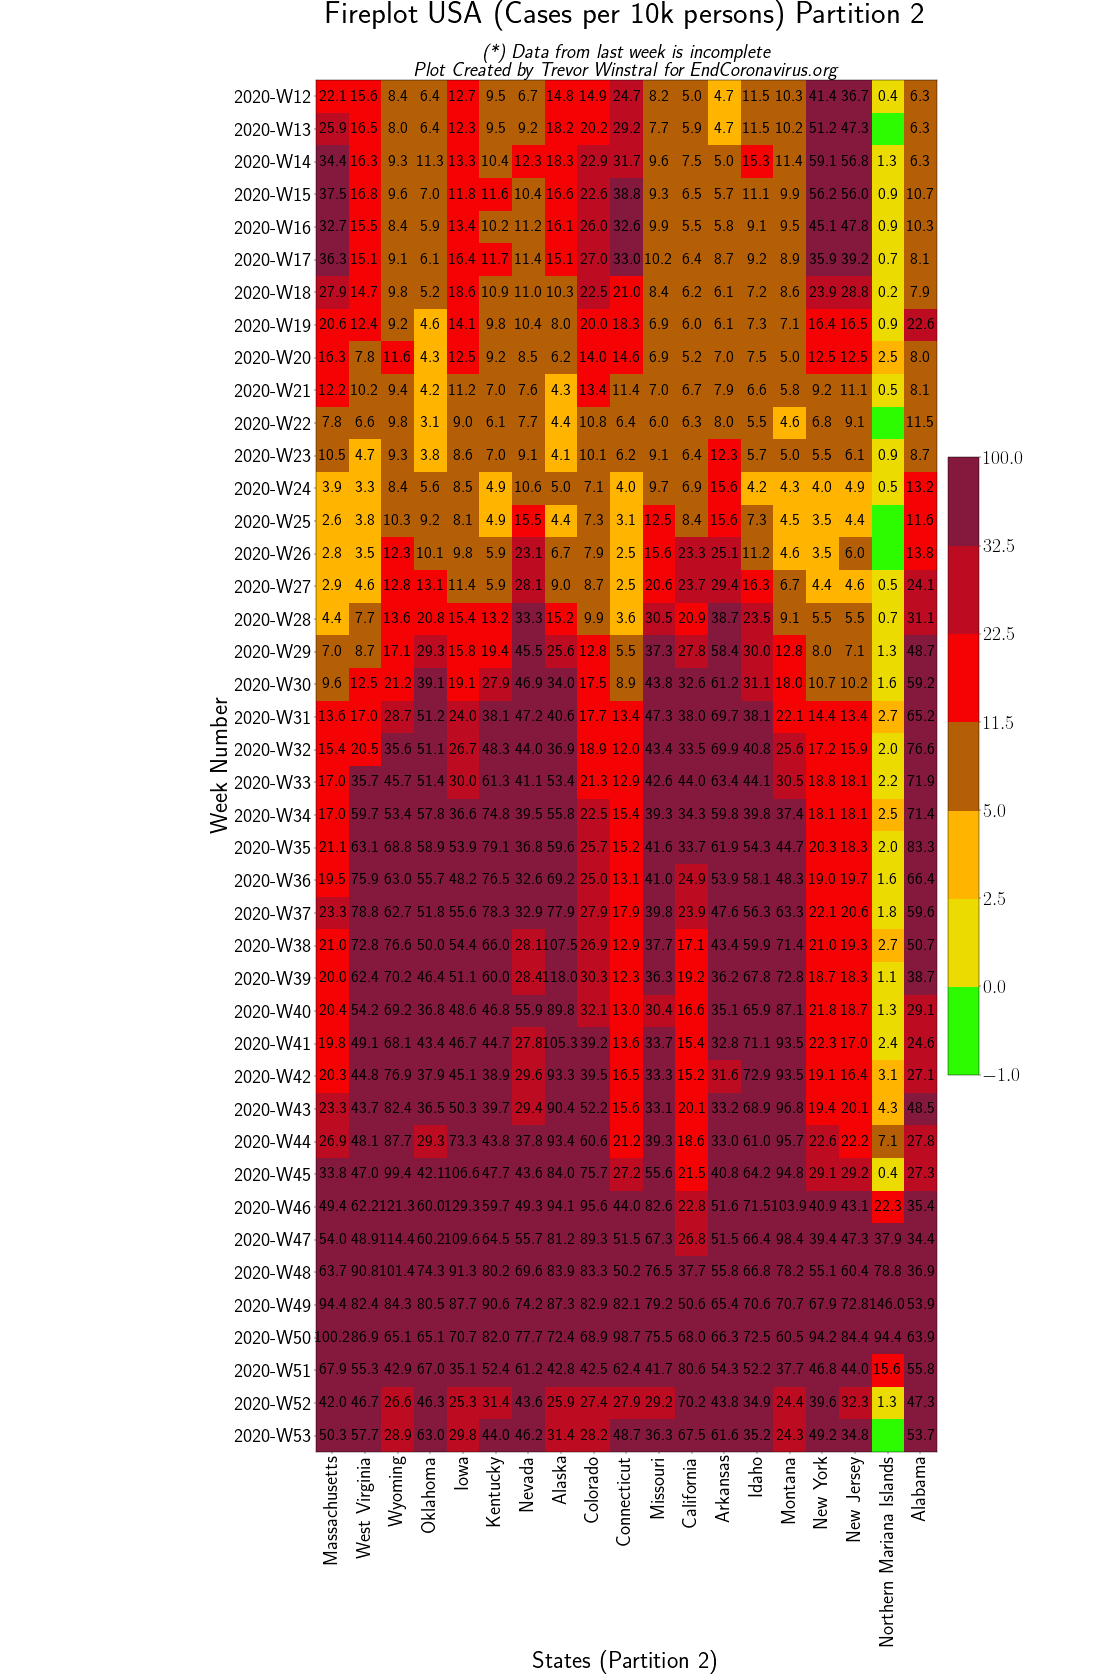 Fireplot USA (Cases per 10k persons) Partition 2
(*) Data from last week is incomplete
Plot Created by Trevor Winstral for EndCoronavirus.org
2020-W12 22.1 15.6 8.4 6.4 12.7 9.5 6.7 14.8 14.9 24.7 8.2 5.0 4.7 11.5 10.3 41.4 36.7 0.4 6.3
2020-W13 25.9 16.5 8.0 6.4 12.3 9.5 9.2 18.2 20.2 29.2 7.7 5.9 4.7 11.5 10.2 51.2 47.3 6.3
2020-W14 34.4 16.3 9.3 11.3 13.3 10.4 12.3 18.3 22.9 31.7 9.6 7.5 5.0 15.3 11.4 59.1 56.8 1.3 6.3
2020-W15 37.5 16.8 9.6 7.0 11.8 11.6 10.4 16.6 22.6 38.8 9.3 6.5 5.7 11.1 9.9 56.2 56.0 0.9 10.7
2020-W16 32.7 15.5 8.4 5.9 13.4 10.2 11.2 16.1 26.0 32.6 9.9 5.5 5.8 9.1 9.5 45.1 47.8 0.9 10.3
2020-W17 36.3 15.1 9.1 6.1 16.4 11.7 11.4 15.1 27.0 33.0 10.2 6.4 8.7 9.2 8.9 35.9 39.2 0.7 8.1
2020-W18 27.9 14.7 9.8 5.2 18.6 10.9 11.0 10.3 22.5 21.0 8.4 6.2 6.1 7.2 8.6 23.9 28.8 0.2 7.9
2020-W19 20.6 12.4 9.2 4.6 14.1 9.8 10.4 8.0 20.0 18.3 6.9 6.0 6.1 7.3 7.1 16.4 16.5 0.9 22.6
2020-W20 16.3 7.8 11.6 4.3 12.5 9.2 8.5 6.2 14.0 14.6 6.9 5.2 7.0 7.5 5.0 12.5 12.5 2.5 8.0
2020-W21 12.2 10.2 9.4 4.2 11.2 7.0 7.6 4.3 13.4 11.4 7.0 6.7 7.9 6.6 5.8 9.2 11.1 0.5 8.1
2020-W22 7.8 6.6 9.8 3.1 9.0 6.1 7.7 4.4 10.8 6.4 6.0 6.3 8.0 5.5 4.6 6.8 9.1 11.5
2020-W23 10.5 4.7 9.3 3.8 8.6 7.0 9.1 4.1 10.1 6.2 9.1 6.4 12.3 5.7 5.0 5.5 6.1 0.9 8.7
2020-W24 3.9 3.3 8.4 5.6 8.5 4.9 10.6 5.0 7.1 4.0 9.7 6.9 15.6 4.2 4.3 4.0 4.9 0.5 13.2
2020-W25 2.6 3.8 10.3 9.2 8.1 4.9 15.5 4.4 7.3 3.1 12.5 8.4 15.6 7.3 4.5 3.5 4.4 11.6
2020-W26 2.8 3.5 12.3 10.1 9.8 5.9 23.1 6.7 7.9 2.5 15.6 23.3 25.1 11.2 4.6 3.5 6.0 13.8
2020-W27 2.9 4.6 12.8 13.1 11.4 5.9 28.1 9.0 8.7 2.5 20.6 23.7 29.4 16.3 6.7 4.4 4.6 0.5 24.1
2020-W28 4.4 7.7 13.6 20.8 15.4 13.2 33.3 15.2 9.9 3.6 30.5 20.9 38.7 23.5 9.1 5.5 5.5 0.7 31.1
2020-W29 7.0 8.7 17.1 29.3 15.8 19.4 45.5 25.6 12.8 5.5 37.3 27.8 58.4 30.0 12.8 8.0 7.1 1.3 48.7
2020-W30 9.6 12.5 21.2 39.1 19.1 27.9 46.9 34.0 17.5 8.9 43.8 32.6 61.2 31.1 18.0 10.7 10.2 1.6 59.2
2020-W31 13.6 17.0 28.7 51.2 24.0 38.1 47.2 40.6 17.7 13.4 47.3 38.0 69.7 38.1 22.1 14.4 13.4 2.7 65.2
2020-W32 15.4 20.5 35.6 51.1 26.7 48.3 44.0 36.9 18.9 12.0 43.4 33.5 69.9 40.8 25.6 17.2 15.9 2.0 76.6
2020-W33 17.0 35.7 45.7 51.4 30.0 61.3 41.1 53.4 21.3 12.9 42.6 44.0 63.4 44.1 30.5 18.8 18.1 2.2 71.9
2020-W34 17.0 59.7 53.4 57.8 36.6 74.8 39.5 55.8 22.5 15.4 39.3 34.3 59.8 39.8 37.4 18.1 18.1 2.5 71.4
2020-W35 21.1 63.1 68.8 58.9 53.9 79.1 36.8 59.6 25.7 15.2 41.6 33.7 61.9 54.3 44.7 20.3 18.3 2.0 83.3
2020-W36 19.5 75.9 63.0 55.7 48.2 76.5 32.6 69.2 25.0 13.1 41.0 24.9 53.9 58.1 48.3 19.0 19.7 1.6 66.4
2020-W37 23.3 78.8 62.7 51.8 55.6 78.3 32.9 77.9 27.9 17.9 39.8 23.9 47.6 56.3 63.3 22.1 20.6 1.8 59.6
2020-W38 21.0 72.8 76.6 50.0 54.4 66.0 28.1 107.5 26.9 12.9 37.7 17.1 43.4 59.9 71.4 21.0 19.3 2.7 50.7
2020-W39 20.0 62.4 70.2 46.4 51.1 60.0 28.4 118.0 30.3 12.3 36.3 19.2 36.2 67.8 72.8 18.7 18.3 1.1 38.7
2020-W40 20.4 54.2 69.2 36.8 48.6 46.8 55.9 89.8 32.1 13.0 30.4 16.6 35.1 65.9 87.1 21.8 18.7 1.3 29.1
2020-W41 19.8 49.1 68.1 43.4 46.7 44.7 27.8 105.3 39.2 13.6 33.7 15.4 32.8 71.1 93.5 22.3 17.0 2.4 24.6
2020-W42 20.3 44.8 76.9 37.9 45.1 38.9 29.6 93.3 39.5 16.5 33.3 15.2 31.6 72.9 93.5 19.1 16.4 3.1 27.1
2020-W43 23.3 43.7 82.4 36.5 50.3 39.7 29.4 90.4 52.2 15.6 33.1 20.1 33.2 68.9 96.8 19.4 20.1 4.3 48.5
2020-W44 26.9 48.1 87.7 29.3 73.3 43.8 37.8 93.4 60.6 21.2 39.3 18.6 33.0 61.0 95.7 22.6 22.2 7.1 27.8
2020-W45 33.8 47.0 99.4 42.1 106.6 47.7 43.6 84.0 75.7 27.2 55.6 21.5 40.8 64.2 94.8 29.1 29.2 0.4 27.3
2020-W46 49.4 62.2 121.3 60.0 129.3 59.7 49.3 94.1 95.6 44.0 82.6 22.8 51.6 71.5 103.9 40.9 43.1 22.3 35.4
2020-W47 54.0 48.9 114.4 60.2 109.6 64.5 55.7 81.2 89.3 51.5 67.3 26.8 51.5 66.4 98.4 39.4 47.3 37.9 34.4
2020-W48 63.7 90.8 101.4 74.3 91.3 80.2 69.6 83.9 83.3 50.2 76.5 37.7 55.8 66.8 78.2 55.1 60.4 78.8 36.9
2020-W49 94.4 82.4 84.3 80.5 87.7 90.6 74.2 87.3 82.9 82.1 79.2 50.6 65.4 70.6 70.7 67.9 72.8 146.0 53.9
2020-W50 100.2 86.9 65.1 65.1 70.7 82.0 77.7 72.4 68.9 98.7 75.5 68.0 66.3 72.5 60.5 94.2 84.4 94.4 63.9
2020-W51 67.9 55.3 42.9 67.0 35.1 52.4 61.2 42.8 42.5 62.4 41.7 80.6 54.3 52.2 37.7 46.8 44.0 15.6 55.8
2020-W52 42.0 46.7 26.6 46.3 25.3 31.4 43.6 25.9 27.4 27.9 29.2 70.2 43.8 34.9 24.4 39.6 32.3 1.3 47.3
2020-W53 50.3 57.7 28.9 63.0 29.8 44.0 46.2 31.4 28.2 48.7 36.3 67.5 61.6 35.2 24.3 49.2 34.8 53.7
Week Number
Massachusetts
West Virginia
Wyoming
Oklahoma
Iowa
Kentucky
Nevada
Alaska
Colorado
Connecticut
Missouri
California
Arkansas
Idaho
Montana
New York
New Jersey
Northern Mariana Islands
Alabama
States (Partition 2)
100.0
32.5
22.5
11.5
5.0
2.5
0.0
−1.0